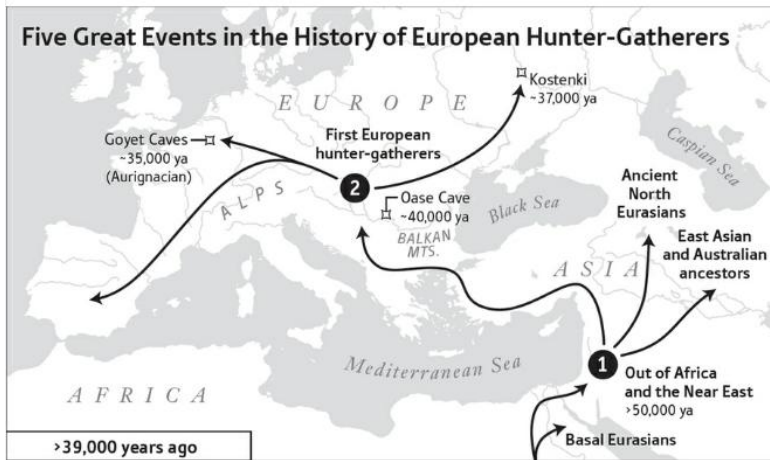 Five Great Events in the History of European Hunter-Gatherers
Kostenki
~37,000 ya
EUROPE
Goyet Caves
~35,000 ya
(Aurignacian)
First European
hunter-gatherers
2
Oase Cave
~40,000 ya
ALPS
BALKAN
MTS.
Black Sea
Caspian Sea
Ancient
North
Eurasians
East Asian
and Australian
ancestors
ASIA
Mediterranean Sea
1
Out of Africa
and the Near East
>50,000 ya
AFRICA
Basal Eurasians
>39,000 years ago